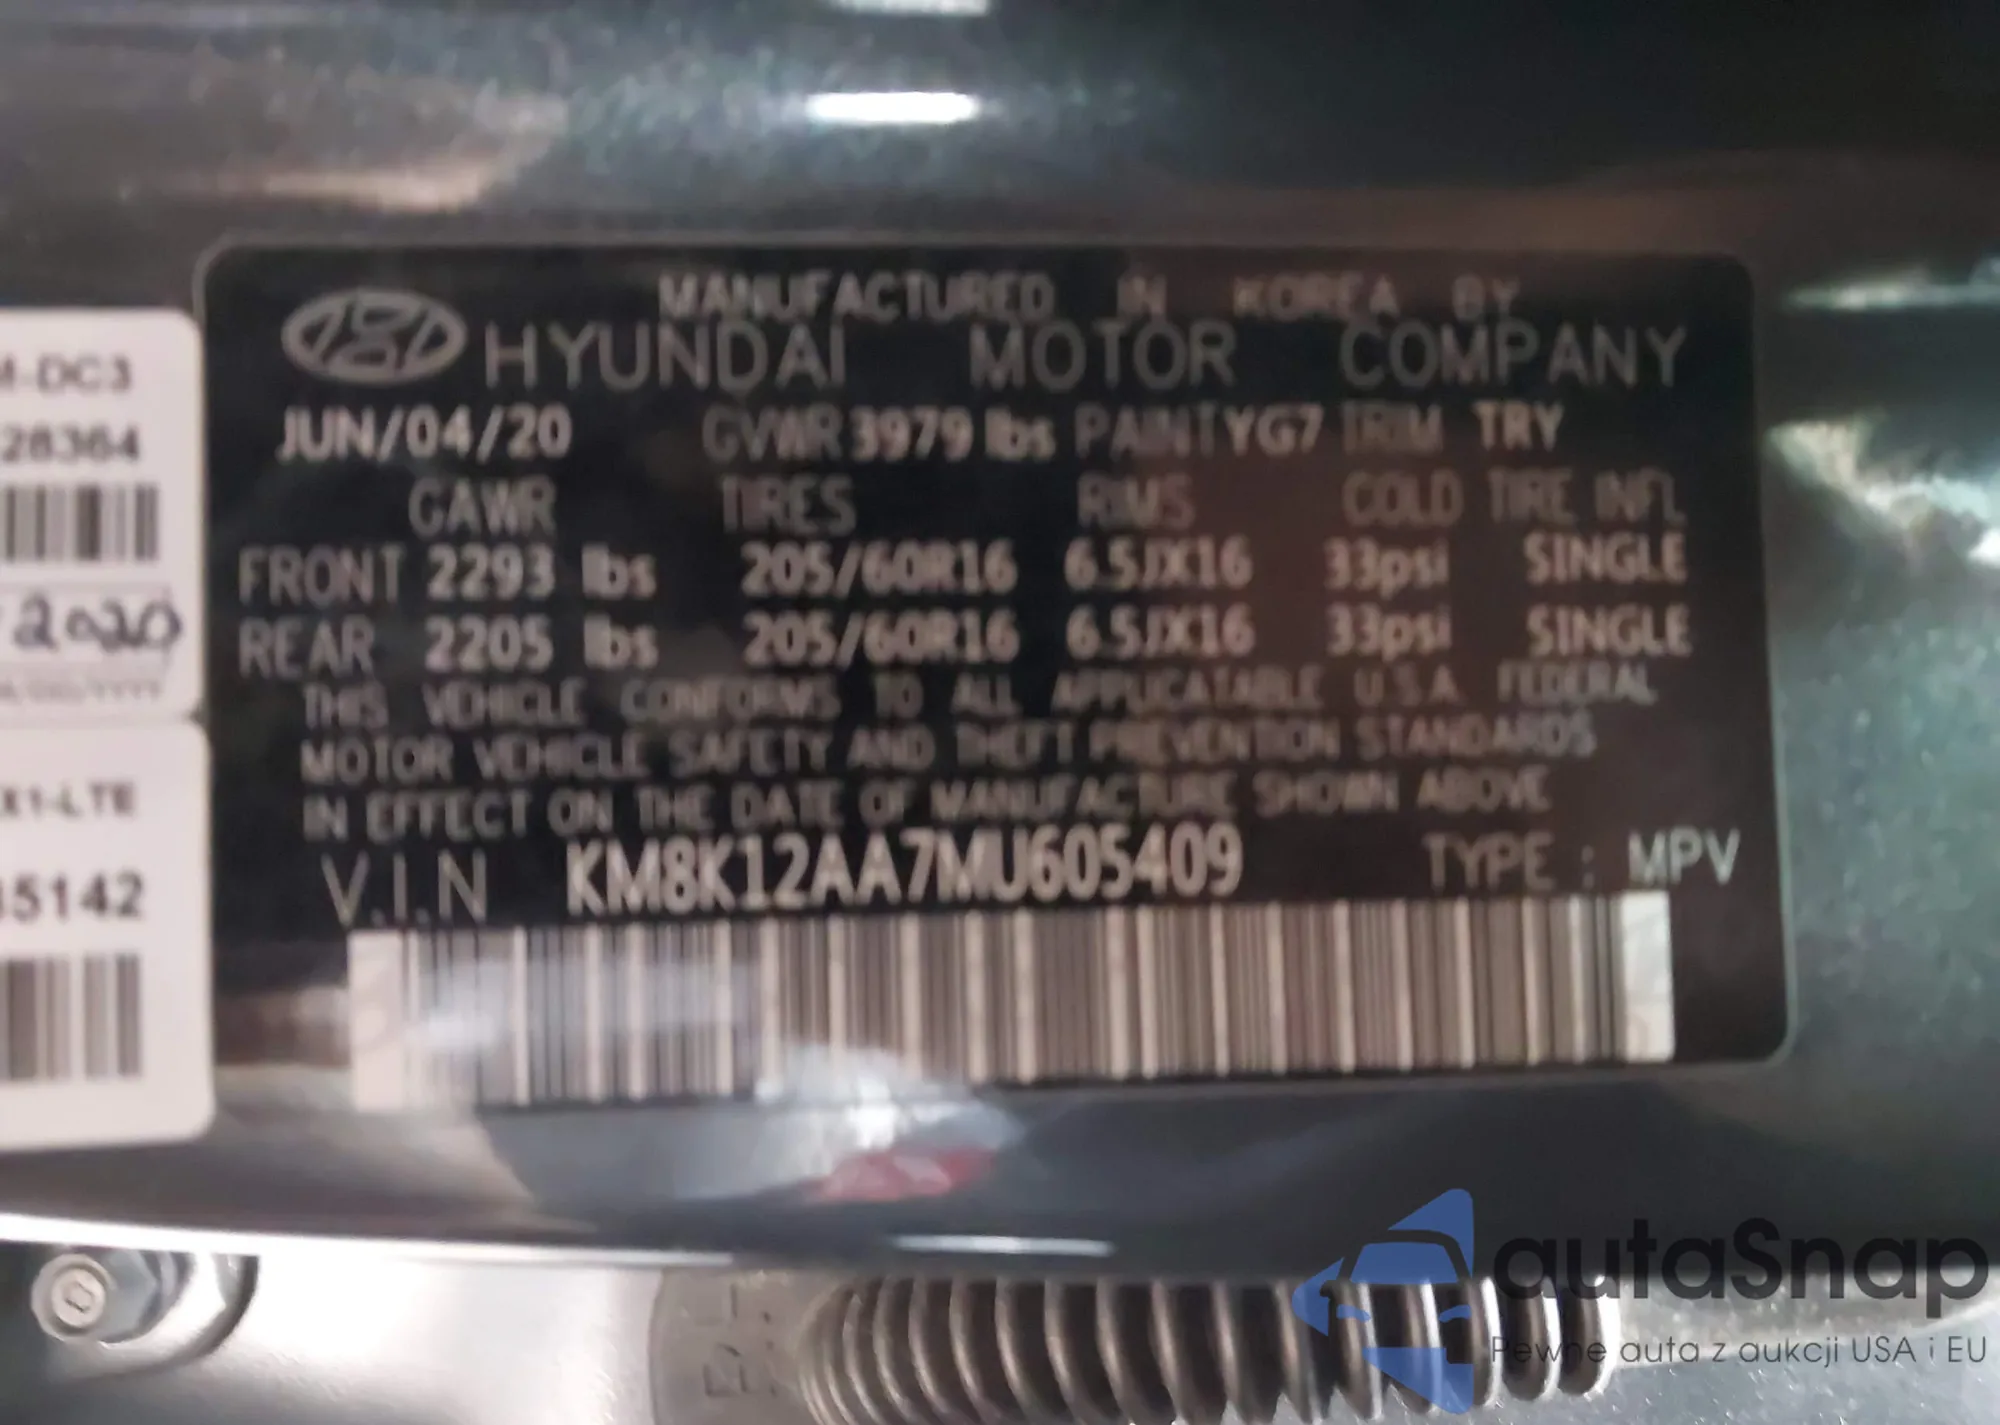 MANUFACTURED IN KOREA BY
HYUNDAI MOTOR COMPANY
JUN/04/20 GVWR 3979 lbs PAINT YG7 TRIM TRY
GAWR TIRES RIMS COLD TIRE INFL
FRONT 2293 lbs 205/60R16 6.5JX16 33psi SINGLE
REAR 2205 lbs 205/60R16 6.5JX16 33psi SINGLE
THIS VEHICLE CONFORMS TO ALL APPLICATABLE U.S.A FEDERAL
MOTOR VEHICLE SAFETY AND THEFT PREVENTION STANDARDS
IN EFFECT ON THE DATE OF MANUFACTURE SHOWN ABOVE
V.I.N KM8K12AA7MU605409 TYPE : MPV
M-DC3
28364
2020
X1-LTE
35142
autaSnap
Pewne auta z aukcji USA i EU